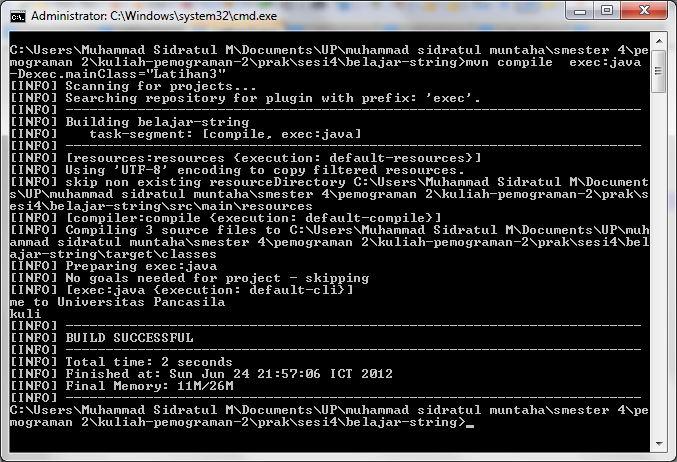 Administrator: C:\Windows\system32\cmd.exe
C:\Users\Muhammad Sidratul M\Documents\UP\muhammad sidratul muntaha\smester 4\pe
mograman 2\kuliah-pemograman-2\prak\sesi4\belajar-string>mvn compile  exec:java
-Dexec.mainClass="Latihan3"
[INFO] Scanning for projects...
[INFO] Searching repository for plugin with prefix: 'exec'.
[INFO] ------------------------------------------------------------------------
[INFO] Building belajar-string
[INFO]    task-segment: [compile, exec:java]
[INFO] ------------------------------------------------------------------------
[INFO] [resources:resources {execution: default-resources}]
[INFO] Using 'UTF-8' encoding to copy filtered resources.
[INFO] skip non existing resourceDirectory C:\Users\Muhammad Sidratul M\Document
s\UP\muhammad sidratul muntaha\smester 4\pemograman 2\kuliah-pemograman-2\prak\s
esi4\belajar-string\src\main\resources
[INFO] [compiler:compile {execution: default-compile}]
[INFO] Compiling 3 source files to C:\Users\Muhammad Sidratul M\Documents\UP\muh
ammad sidratul muntaha\smester 4\pemograman 2\kuliah-pemograman-2\prak\sesi4\bel
ajar-string\target\classes
[INFO] Preparing exec:java
[INFO] No goals needed for project - skipping
[INFO] [exec:java {execution: default-cli}]
me to Universitas Pancasila
kuli
[INFO] ------------------------------------------------------------------------
[INFO] BUILD SUCCESSFUL
[INFO] ------------------------------------------------------------------------
[INFO] Total time: 2 seconds
[INFO] Finished at: Sun Jun 24 21:57:06 ICT 2012
[INFO] Final Memory: 11M/26M
[INFO] ------------------------------------------------------------------------
C:\Users\Muhammad Sidratul M\Documents\UP\muhammad sidratul muntaha\smester 4\pe
mograman 2\kuliah-pemograman-2\prak\sesi4\belajar-string>_